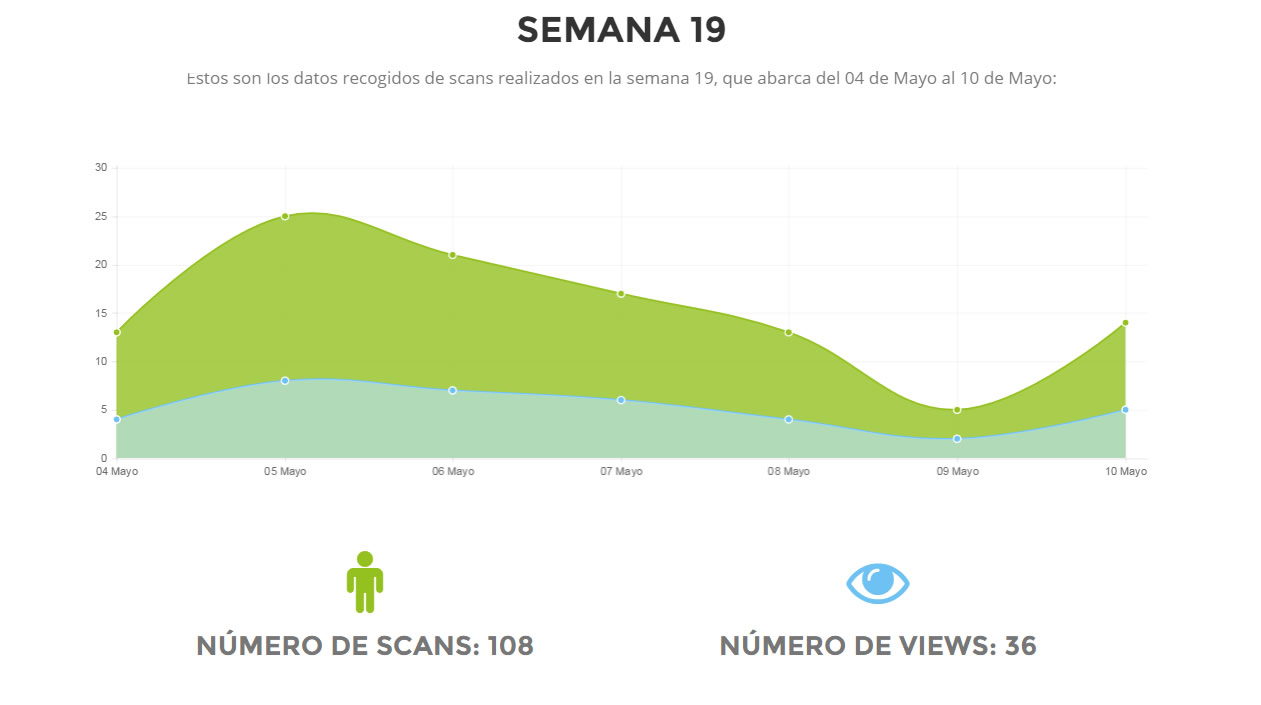 SEMANA 19
Estos son los datos recogidos de scans realizados en la semana 19, que abarca del 04 de Mayo al 10 de Mayo:
30
25
20
15
10
5
0
04 Mayo 05 Mayo 06 Mayo 07 Mayo 08 Mayo 09 Mayo 10 Mayo
NÚMERO DE SCANS: 108 NÚMERO DE VIEWS: 36